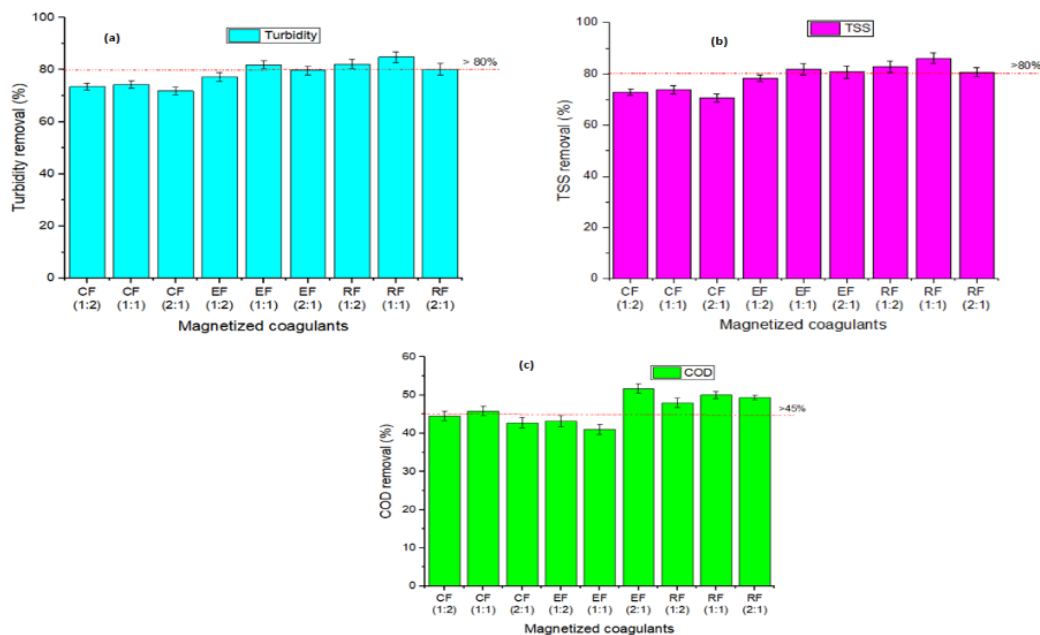 (a)
Turbidity
> 80%
Turbidity removal (%)
100
80
60
40
20
0
CF CF CF EF EF EF RF RF RF
(1:2) (1:1) (2:1) (1:2) (1:1) (2:1) (1:2) (1:1) (2:1)
Magnetized coagulants
(b)
TSS
>80%
TSS removal (%)
100
80
60
40
20
0
CF CF CF EF EF EF RF RF RF
(1:2) (1:1) (2:1) (1:2) (1:1) (2:1) (1:2) (1:1) (2:1)
Magnetized coagulants
(c)
COD
>45%
COD removal (%)
60
50
40
30
20
10
0
CF CF CF EF EF EF RF RF RF
(1:2) (1:1) (2:1) (1:2) (1:1) (2:1) (1:2) (1:1) (2:1)
Magnetized coagulants